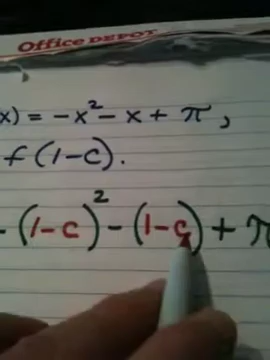 Office DEPOT
x) = -x² - x + π,
f(1-c).
- (1-c)² - (1-c) + π